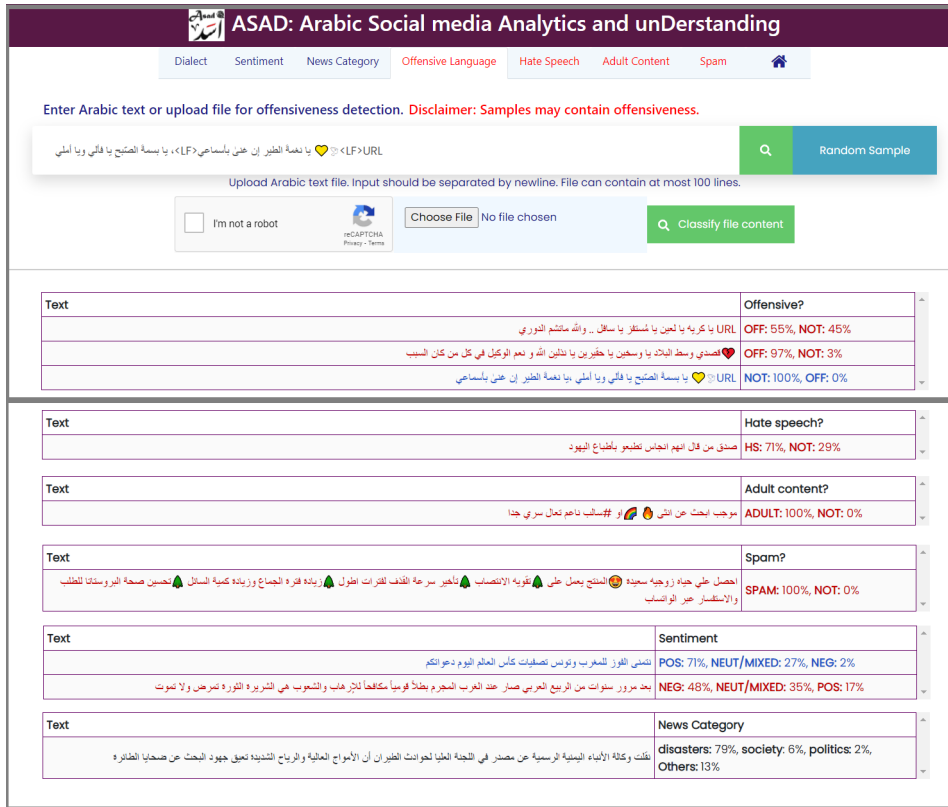 ASAD: Arabic Social media Analytics and unDerstanding
Dialect Sentiment News Category Offensive Language Hate Speech Adult Content Spam
Enter Arabic text or upload file for offensiveness detection. Disclaimer: Samples may contain offensiveness.
يا نغمة الطير إن غنىٰ بأسماعي<LF>، يا بسمة الصّبح يا فألي ويا أملي 💛<LF>URL
Random Sample
Upload Arabic text file. Input should be separated by newline. File can contain at most 100 lines.
I'm not a robot
reCAPTCHA
Privacy - Terms
Choose File No file chosen
Classify file content
Text Offensive?
URL يا كريه يا لعين يا مُستفز يا سافل .. والله ماتشم الدوري OFF: 55%, NOT: 45%
💔قصدي وسط البلاد يا وسخين يا حقيرين يا نذلين الله و نعم الوكيل في كل من كان السبب OFF: 97%, NOT: 3%
URL 💛 يا بسمة الصّبح يا فألي ويا أملي ،يا نغمة الطير إن غنىٰ بأسماعي NOT: 100%, OFF: 0%
Text Hate speech?
صدق من قال انهم انجاس تطبعو بأطباع اليهود HS: 71%, NOT: 29%
Text Adult content?
موجب ابحث عن انثى 🔥 🌈او #سالب ناعم تعال سري جدا ADULT: 100%, NOT: 0%
Text Spam?
احصل علي حياه زوجيه سعيده 😍المنتج يعمل على 🌲تقويه الانتصاب 🌲تأخير سرعة القذف لفترات اطول 🌲زياده فتره الجماع وزياده كمية السائل 🌲تحسين صحة البروستاتا للطلب
والاستفسار عبر الواتساب
SPAM: 100%, NOT: 0%
Text Sentiment
نتمنى الفوز للمغرب وتونس تصفيات كأس العالم اليوم دعواتكم POS: 71%, NEUT/MIXED: 27%, NEG: 2%
بعد مرور سنوات من الربيع العربي صار عند الغرب المجرم بطلاً قومياً مكافحاً للإرهاب والشعوب هي الشريرة الثوره تمرض ولا تموت NEG: 48%, NEUT/MIXED: 35%, POS: 17%
Text News Category
نقلت وكالة الأنباء اليمنية الرسمية عن مصدر في اللجنة العليا لحوادث الطيران أن الأمواج العالية والرياح الشديدة تعيق جهود البحث عن ضحايا الطائرة
disasters: 79%, society: 6%, politics: 2%,
Others: 13%